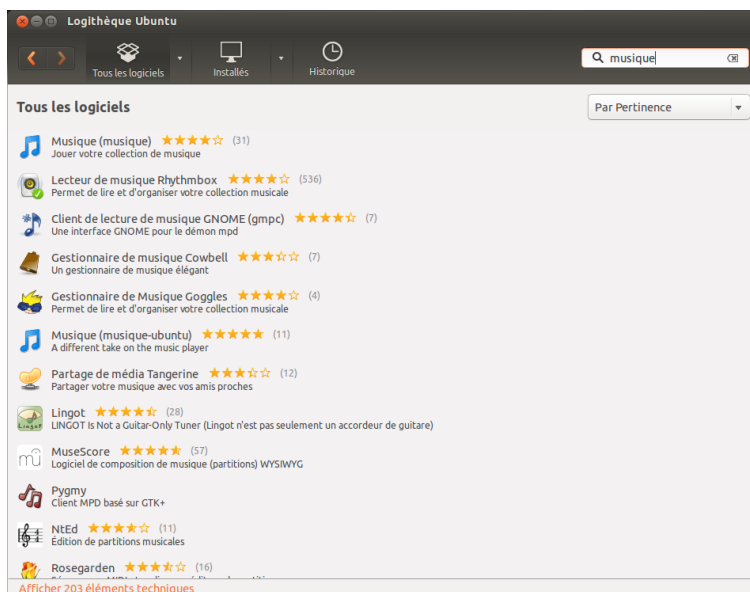 Logithèque Ubuntu
Tous les logiciels
Installés
Historique
musique
Tous les logiciels
Par Pertinence
Musique (musique) (31)
Jouer votre collection de musique
Lecteur de musique Rhythmbox (536)
Permet de lire et d'organiser votre collection musicale
Client de lecture de musique GNOME (gmpc) (7)
Une interface GNOME pour le démon mpd
Gestionnaire de musique Cowbell (7)
Un gestionnaire de musique élégant
Gestionnaire de Musique Goggles (4)
Permet de lire et d'organiser votre collection musicale
Musique (musique-ubuntu) (11)
A different take on the music player
Partage de média Tangerine (12)
Partager votre musique avec vos amis proches
Lingot (28)
LINGOT Is Not a Guitar-Only Tuner (Lingot n'est pas seulement un accordeur de guitare)
MuseScore (57)
Logiciel de composition de musique (partitions) WYSIWYG
Pygmy
Client MPD basé sur GTK+
NtEd (11)
Édition de partitions musicales
Rosegarden (16)
Afficher 203 éléments techniques